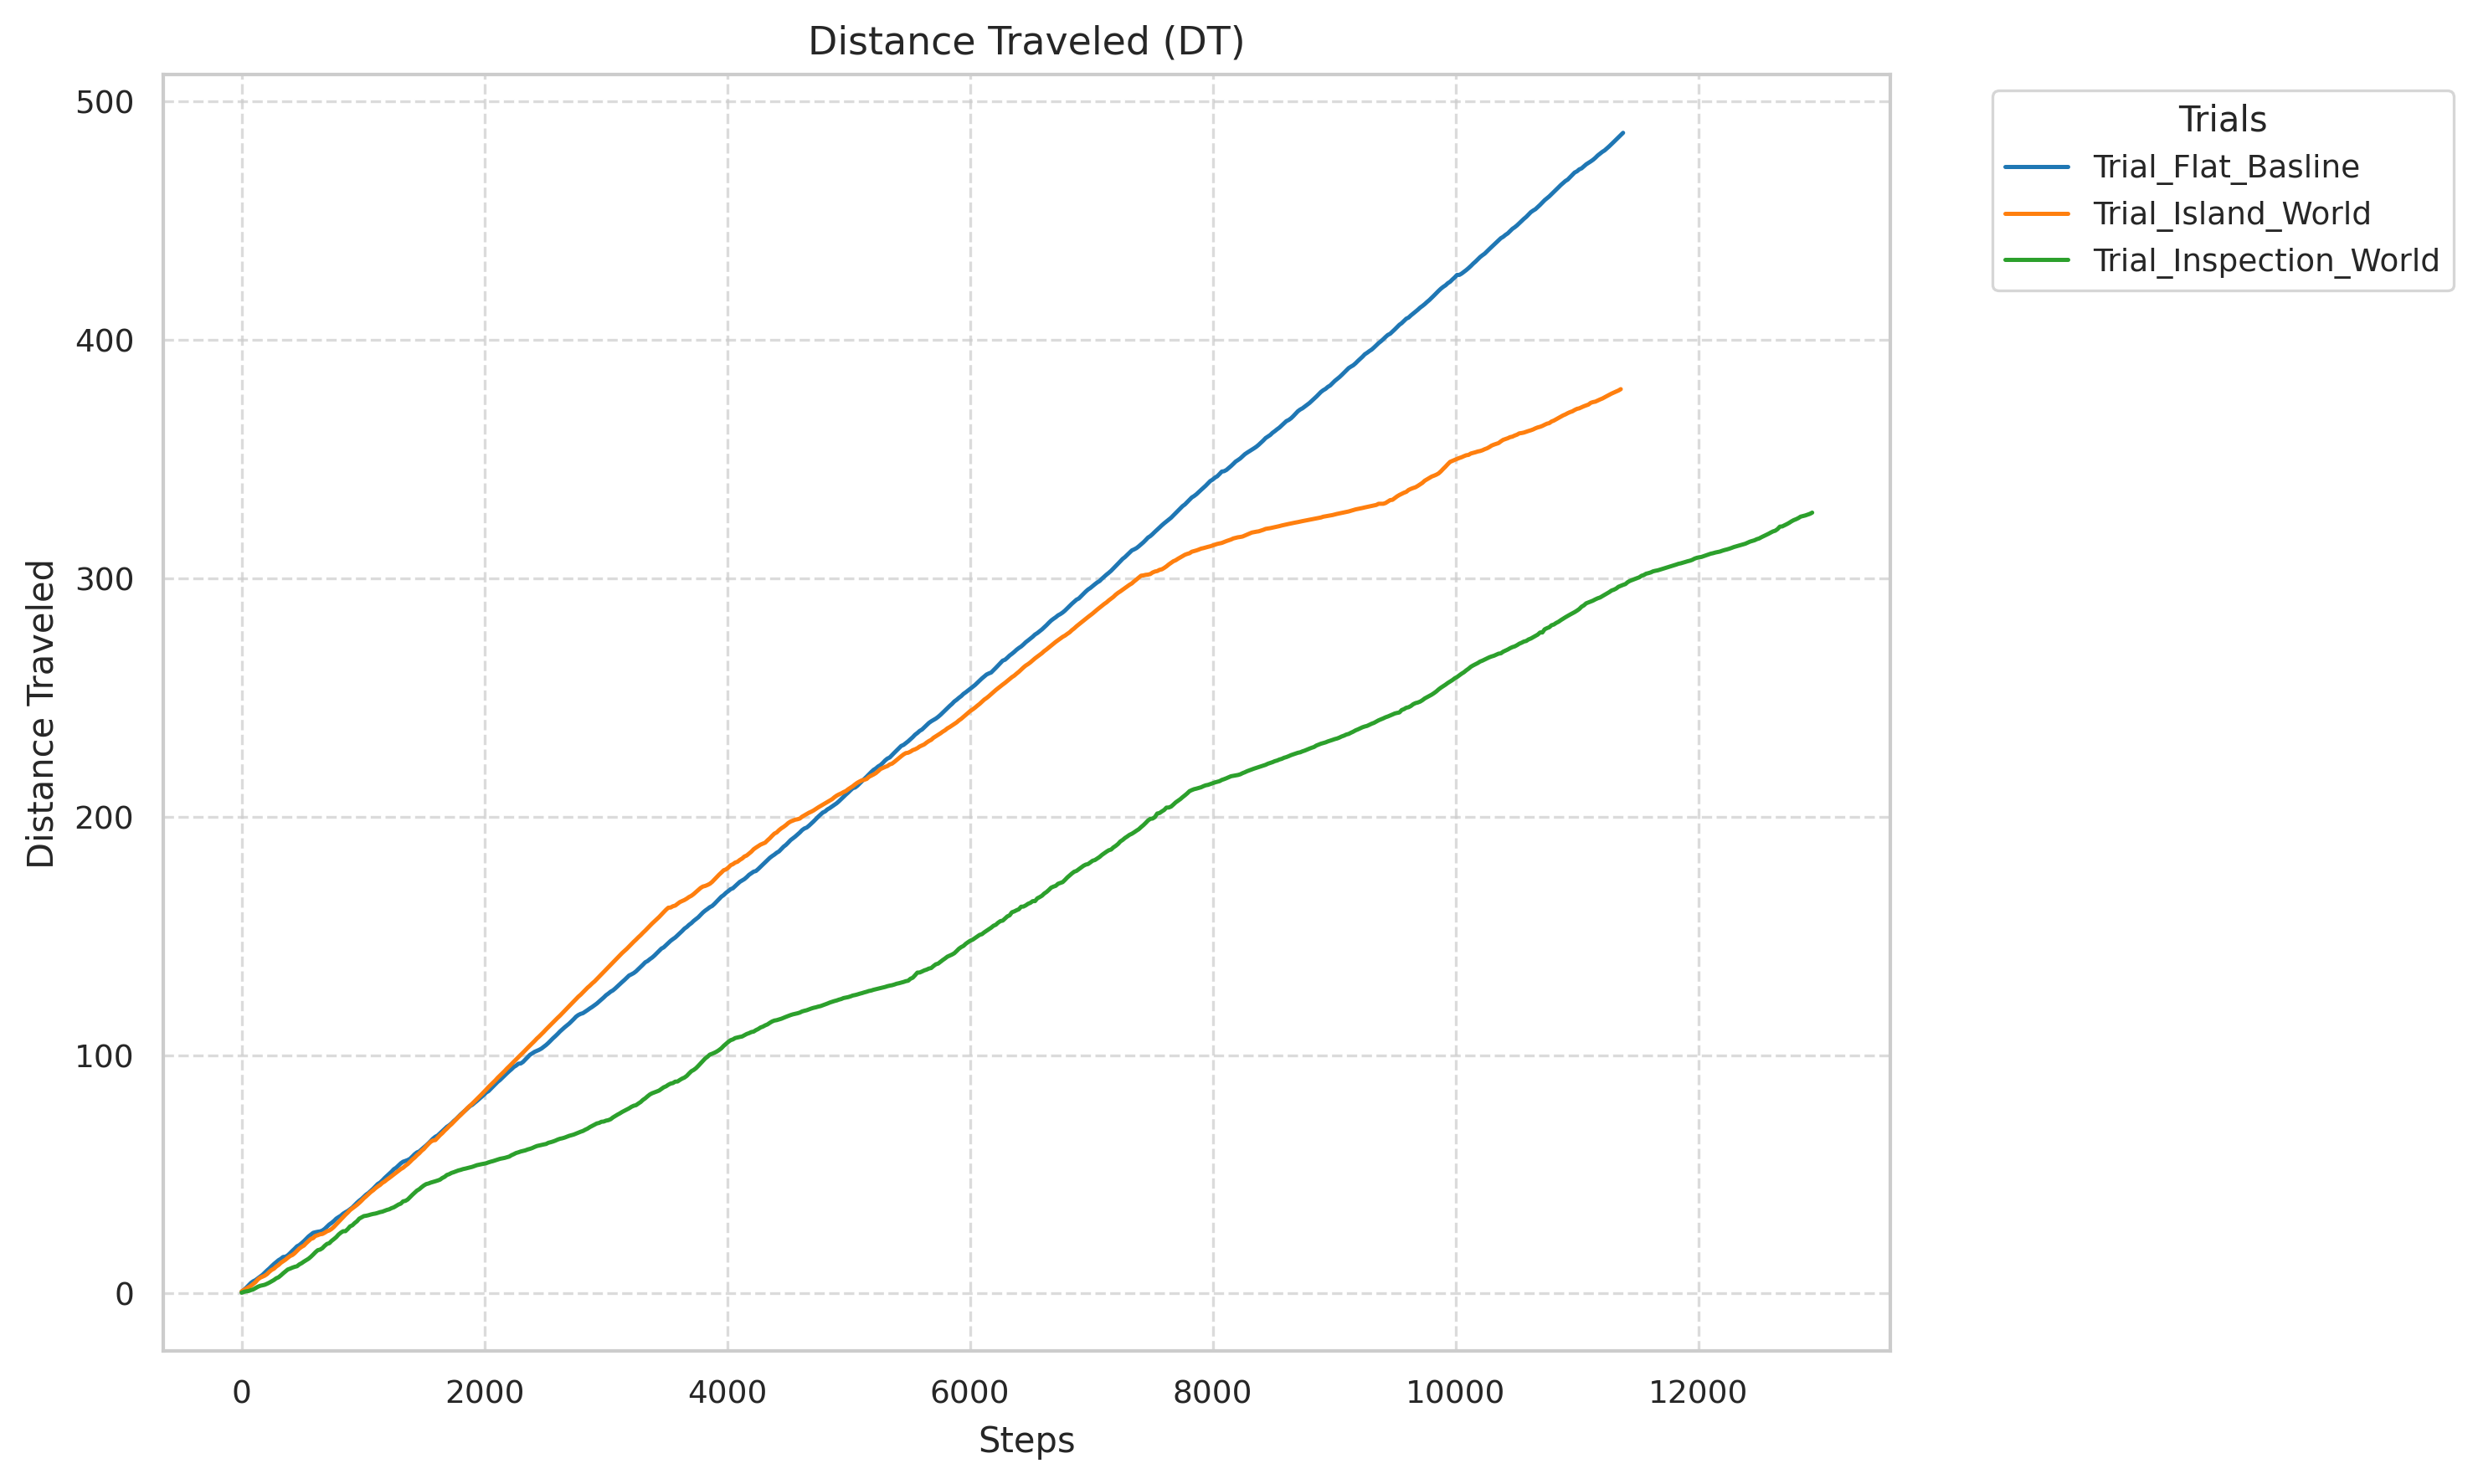 Distance Traveled (DT)
500
400
300
200
100
0
Distance Traveled
0 2000 4000 6000 8000 10000 12000
Steps
Trials
Trial_Flat_Basline
Trial_Island_World
Trial_Inspection_World